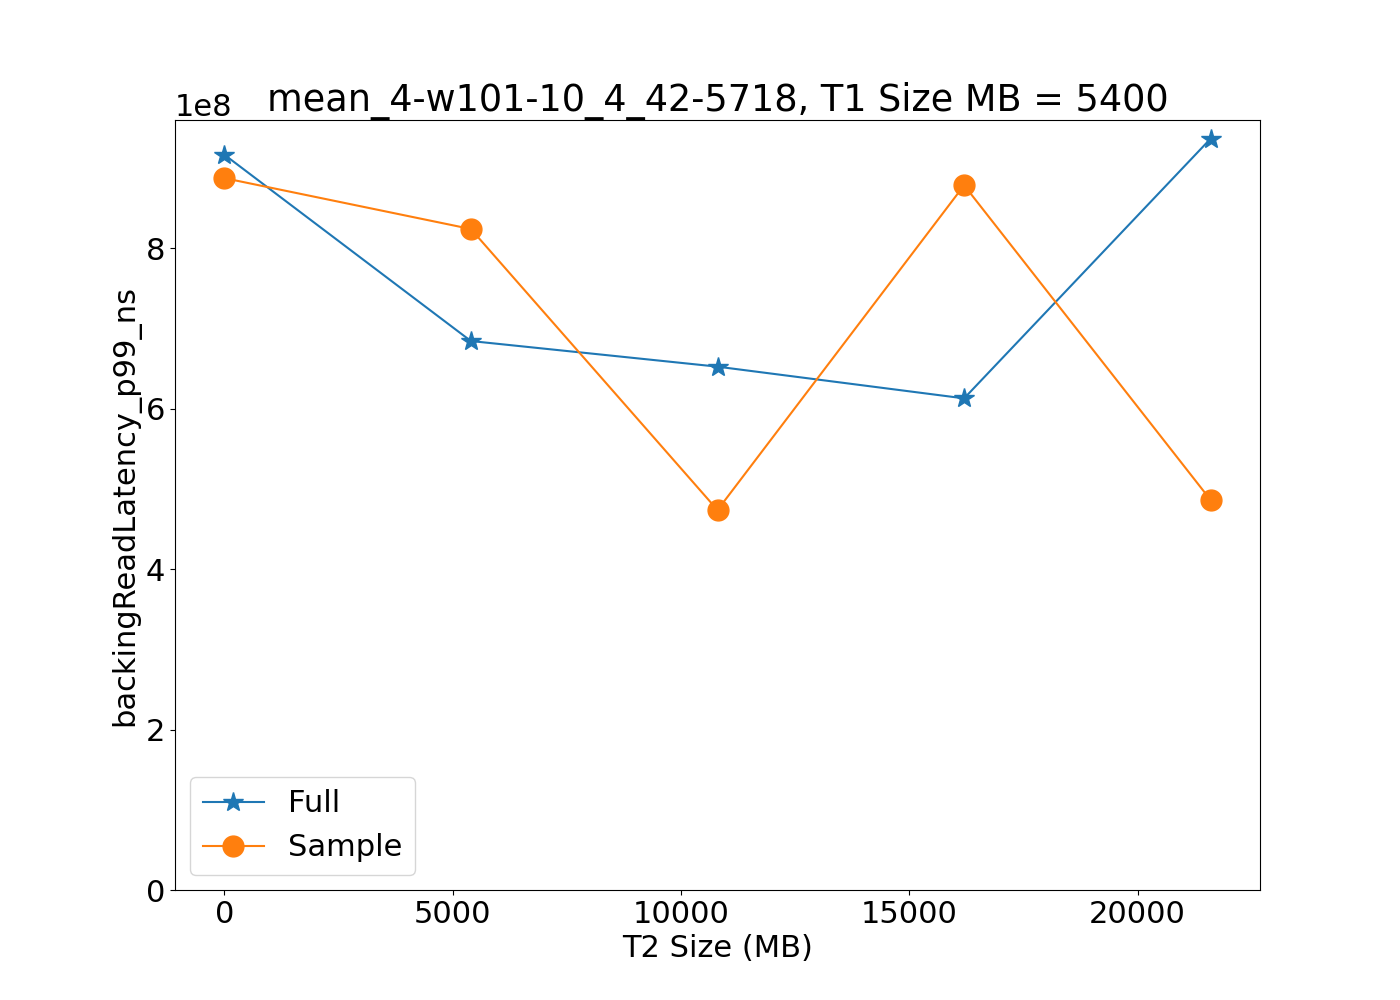 1e8
mean_4-w101-10_4_42-5718, T1 Size MB = 5400
backingReadLatency_p99_ns
8
6
4
2
0
Full
Sample
0 5000 10000 15000 20000
T2 Size (MB)